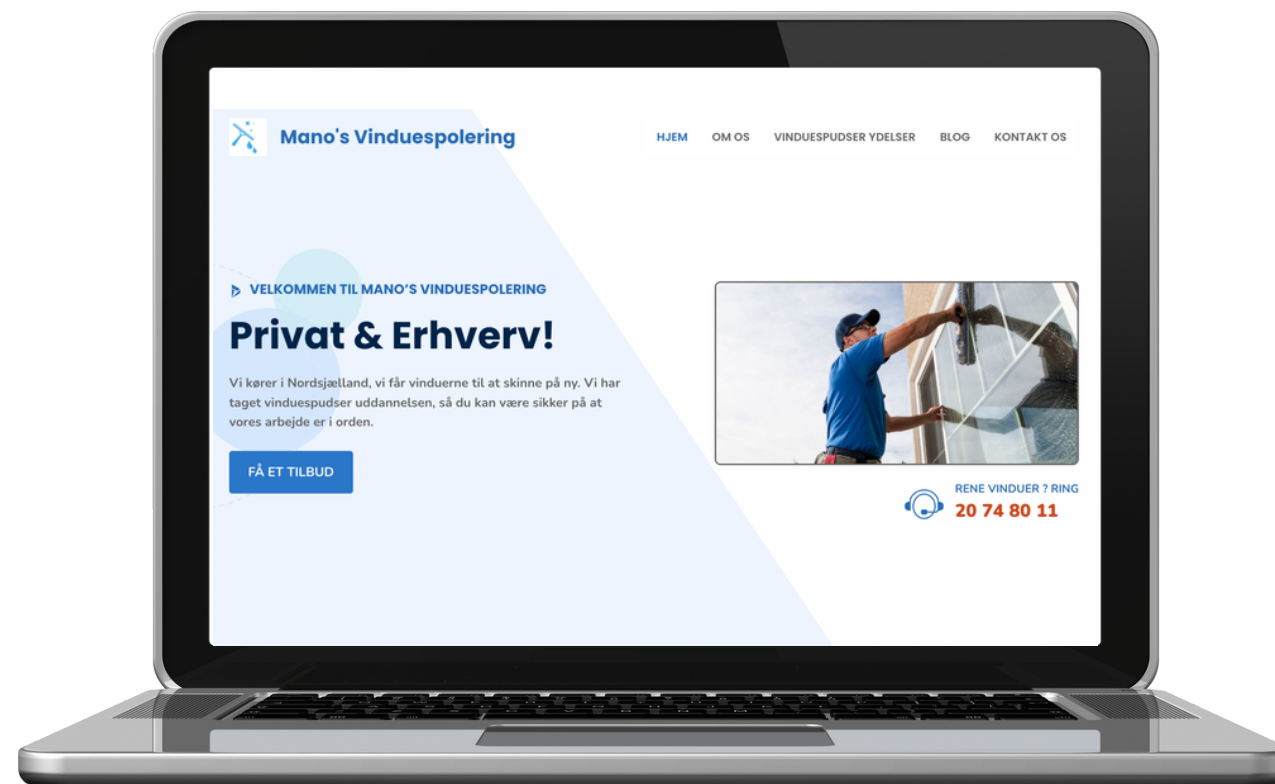 Mano's Vinduespolering
HJEM OM OS VINDUESPUDSER YDELSER BLOG KONTAKT OS
VELKOMMEN TIL MANO’S VINDUESPOLERING
Privat & Erhverv!
Vi kører i Nordsjælland, vi får vinduerne til at skinne på ny. Vi har
taget vinduespudser uddannelsen, så du kan være sikker på at
vores arbejde er i orden.
FÅ ET TILBUD
RENE VINDUER ? RING
20 74 80 11